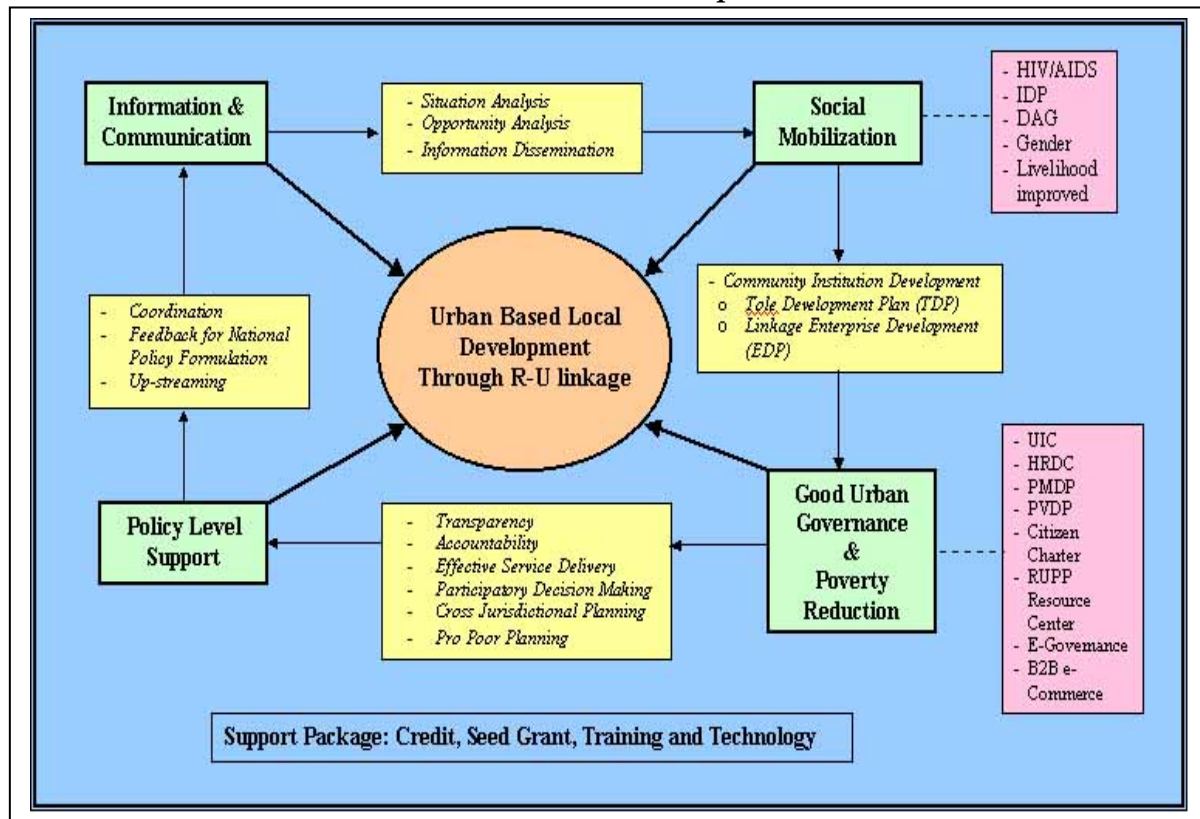 Information &
Communication
- Situation Analysis
- Opportunity Analysis
- Information Dissemination
Social
Mobilization
- HIV/AIDS
- IDP
- DAG
- Gender
- Livelihood
improved
- Coordination
- Feedback for National
Policy Formulation
- Up-streaming
Urban Based Local
Development
Through R-U linkage
- Community Institution Development
o Tole Development Plan (TDP)
o Linkage Enterprise Development
(EDP)
Policy Level
Support
- Transparency
- Accountability
- Effective Service Delivery
- Participatory Decision Making
- Cross Jurisdictional Planning
- Pro Poor Planning
Good Urban
Governance
&
Poverty
Reduction
- UIC
- HRDC
- PMDP
- PVDP
- Citizen
Charter
- RUPP
Resource
Center
- E-Governance
- B2B e-
Commerce
Support Package: Credit, Seed Grant, Training and Technology